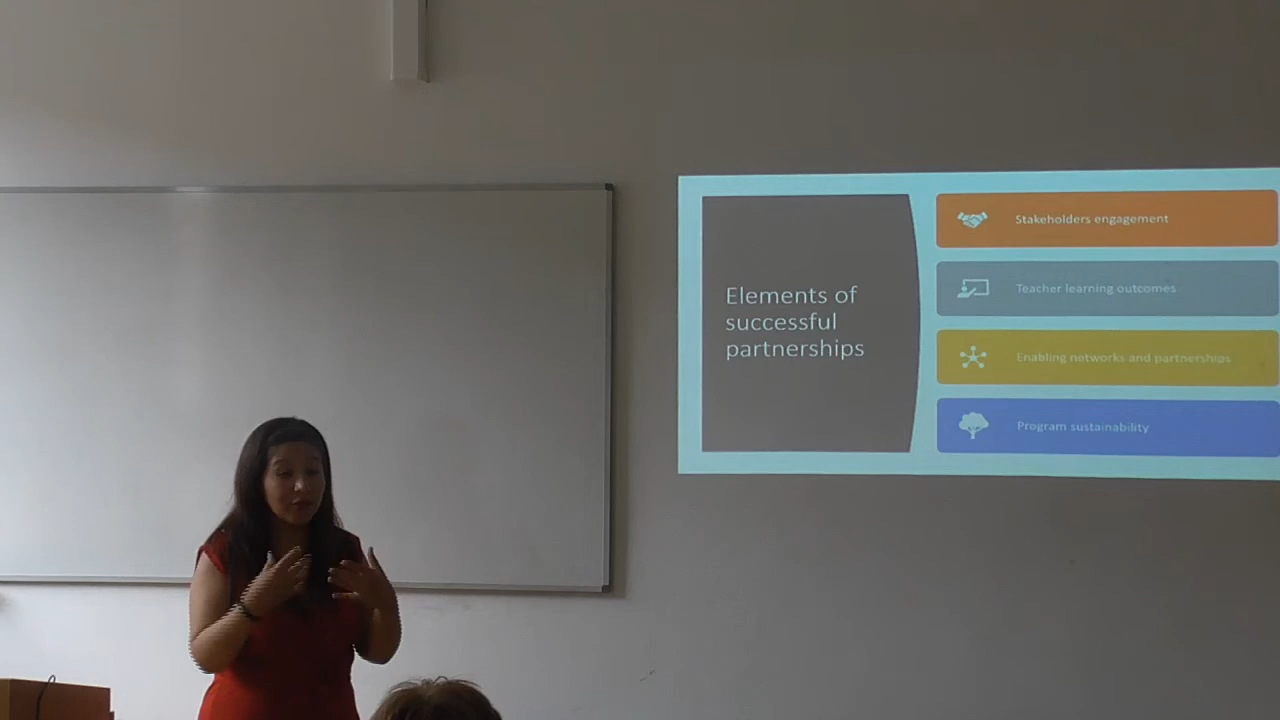 Elements of
successful
partnerships
Stakeholders engagement
Teacher learning outcomes
Enabling networks and partnerships
Program sustainability